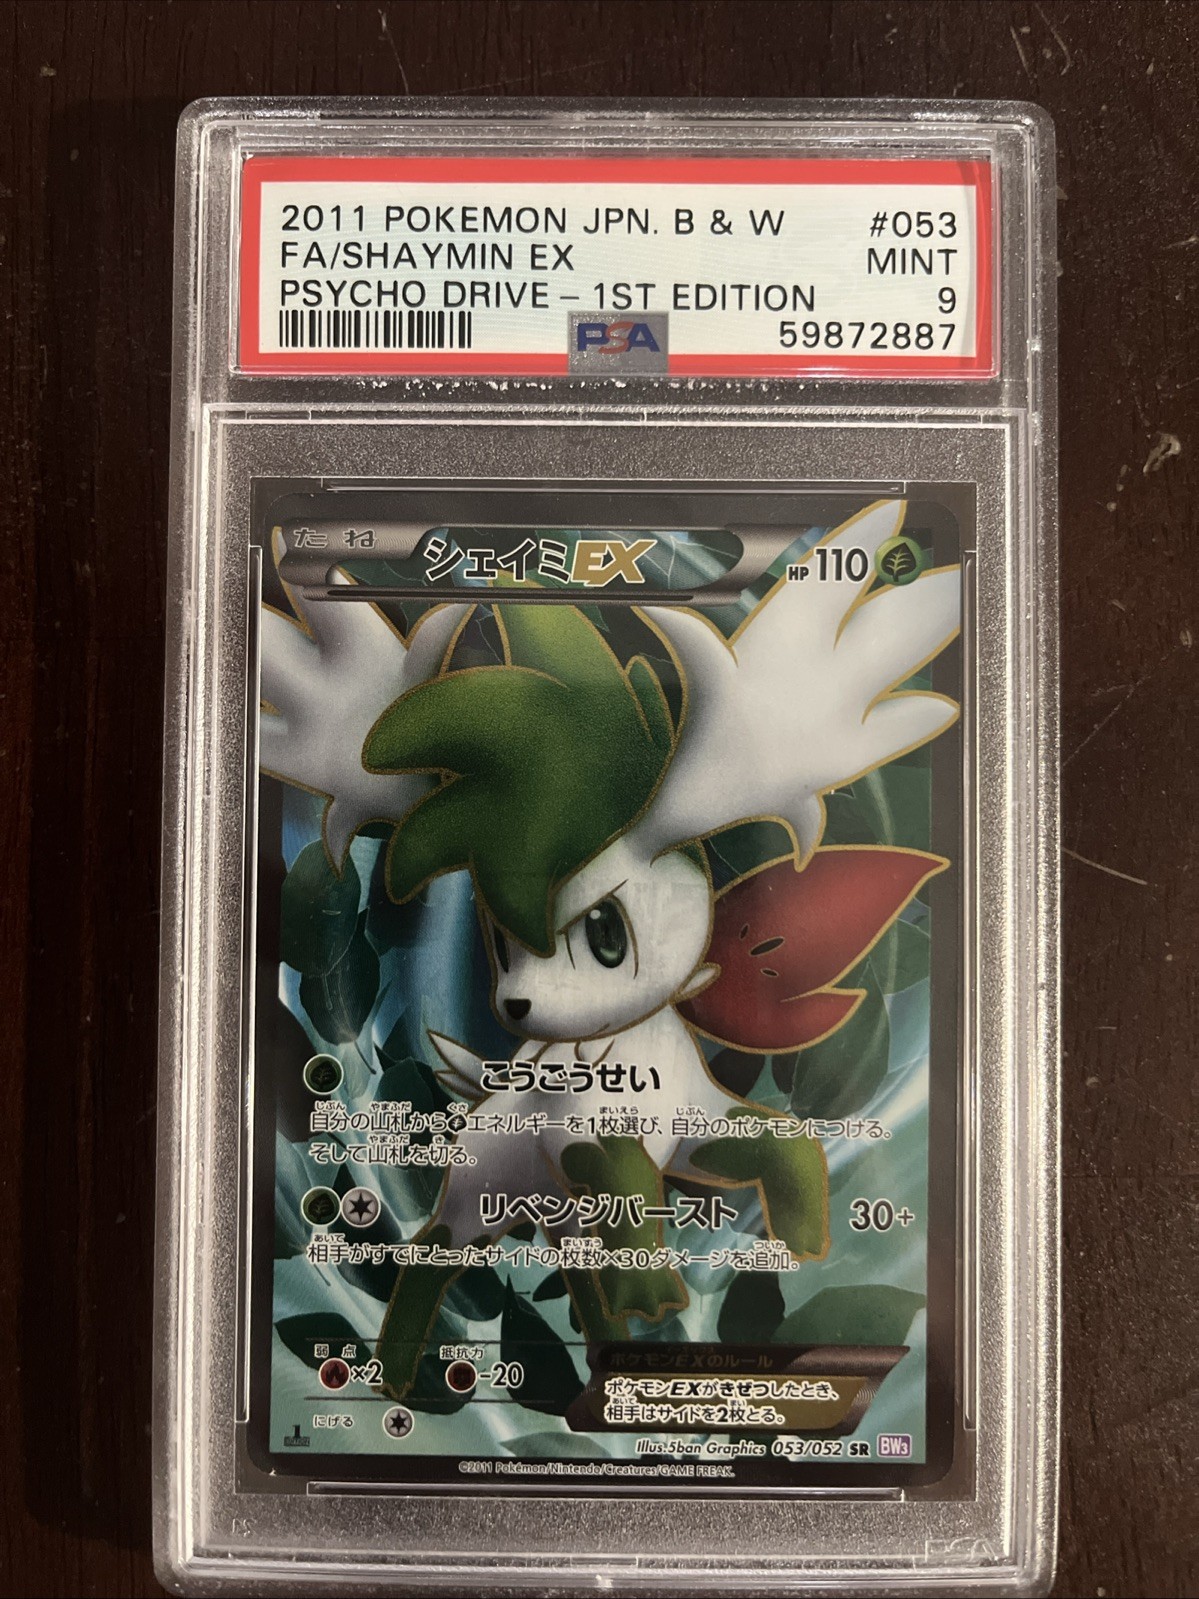 2011 POKEMON JPN. B & W #053
FA/SHAYMIN EX MINT
PSYCHO DRIVE - 1ST EDITION 9
PSA 59872887
たね シェイミEX HP110
こうごうせい
自分の山札からエネルギーを1枚選び、自分のポケモンにつける。
そして山札を切る。
リベンジバースト 30+
相手がすでにとったサイドの枚数×30ダメージを追加。
弱点 抵抗力
×2 -20
ポケモンEXのルール
ポケモンEXがきぜつしたとき、
相手はサイドを2枚とる。
にげる
Illus. 5ban Graphics 053/052 SR BW3
©2011 Pokémon/Nintendo/Creatures/GAME FREAK.